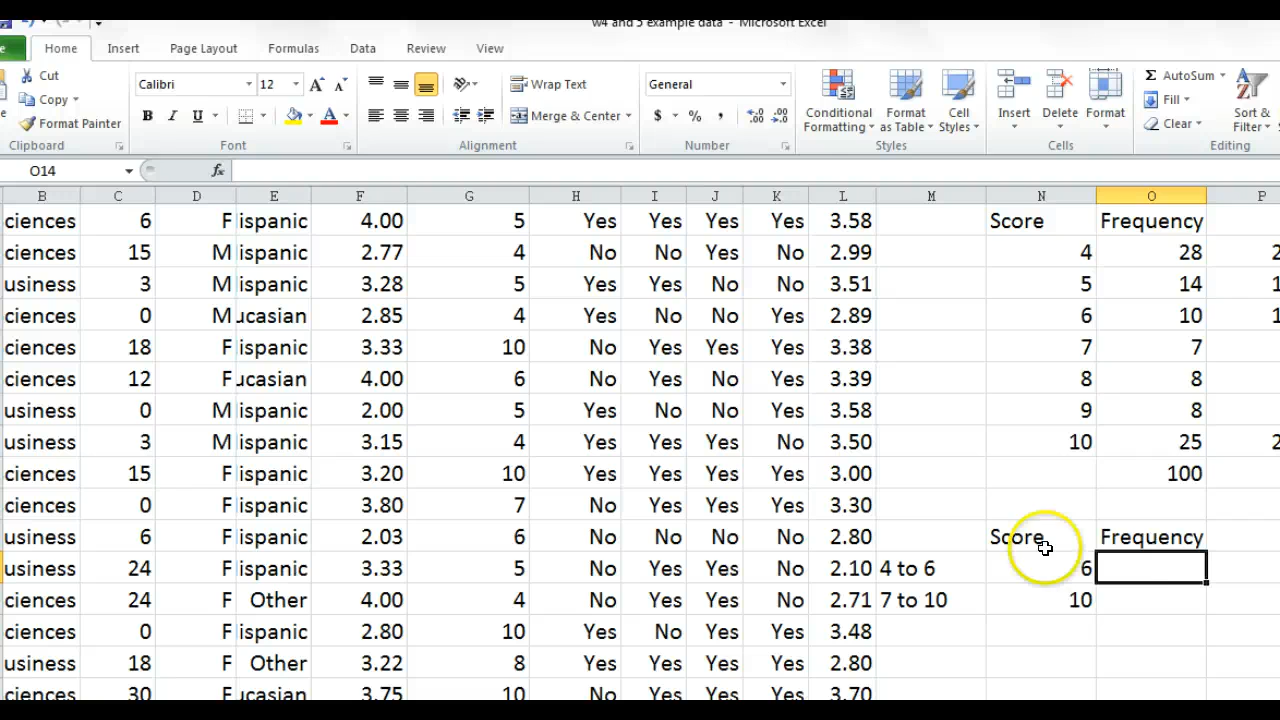 w4 and 5 example data - Microsoft Excel
Home Insert Page Layout Formulas Data Review View
Cut
Copy
Format Painter
Calibri 12
B I U
Wrap Text
Merge & Center
General
$ % ,
Conditional Formatting
Format as Table
Cell Styles
Insert
Delete
Format
Σ AutoSum
Fill
Clear
Sort & Filter
Clipboard Font Alignment Number Styles Cells Editing
O14 fx
B C D E F G H I J K L M N O P
ciences 6 F ispanic 4.00 5 Yes Yes Yes Yes 3.58 Score Frequency
ciences 15 M ispanic 2.77 4 No No Yes No 2.99 4 28 2
usiness 3 M ispanic 3.28 5 Yes Yes No No 3.51 5 14 1
ciences 0 M ucasian 2.85 4 Yes No No Yes 2.89 6 10 1
ciences 18 F ispanic 3.33 10 No Yes Yes Yes 3.38 7 7
ciences 12 F ucasian 4.00 6 No Yes Yes Yes 3.39 8 8
usiness 0 M ispanic 2.00 5 Yes No No Yes 3.58 9 8
usiness 3 M ispanic 3.15 4 Yes Yes Yes No 3.50 10 25 2
ciences 15 F ispanic 3.20 10 Yes Yes Yes Yes 3.00 100
ciences 0 F ispanic 3.80 7 No Yes Yes Yes 3.30
usiness 6 F ispanic 2.03 6 No No No No 2.80 Score Frequency
usiness 24 F ispanic 3.33 5 No Yes Yes No 2.10 4 to 6 6
ciences 24 F Other 4.00 4 No Yes Yes No 2.71 7 to 10 10
ciences 0 F ispanic 2.80 10 Yes No Yes Yes 3.48
usiness 18 F Other 3.22 8 Yes Yes Yes Yes 2.80
ciences 30 F ucasian 3.75 10 No Yes Yes Yes 3.70